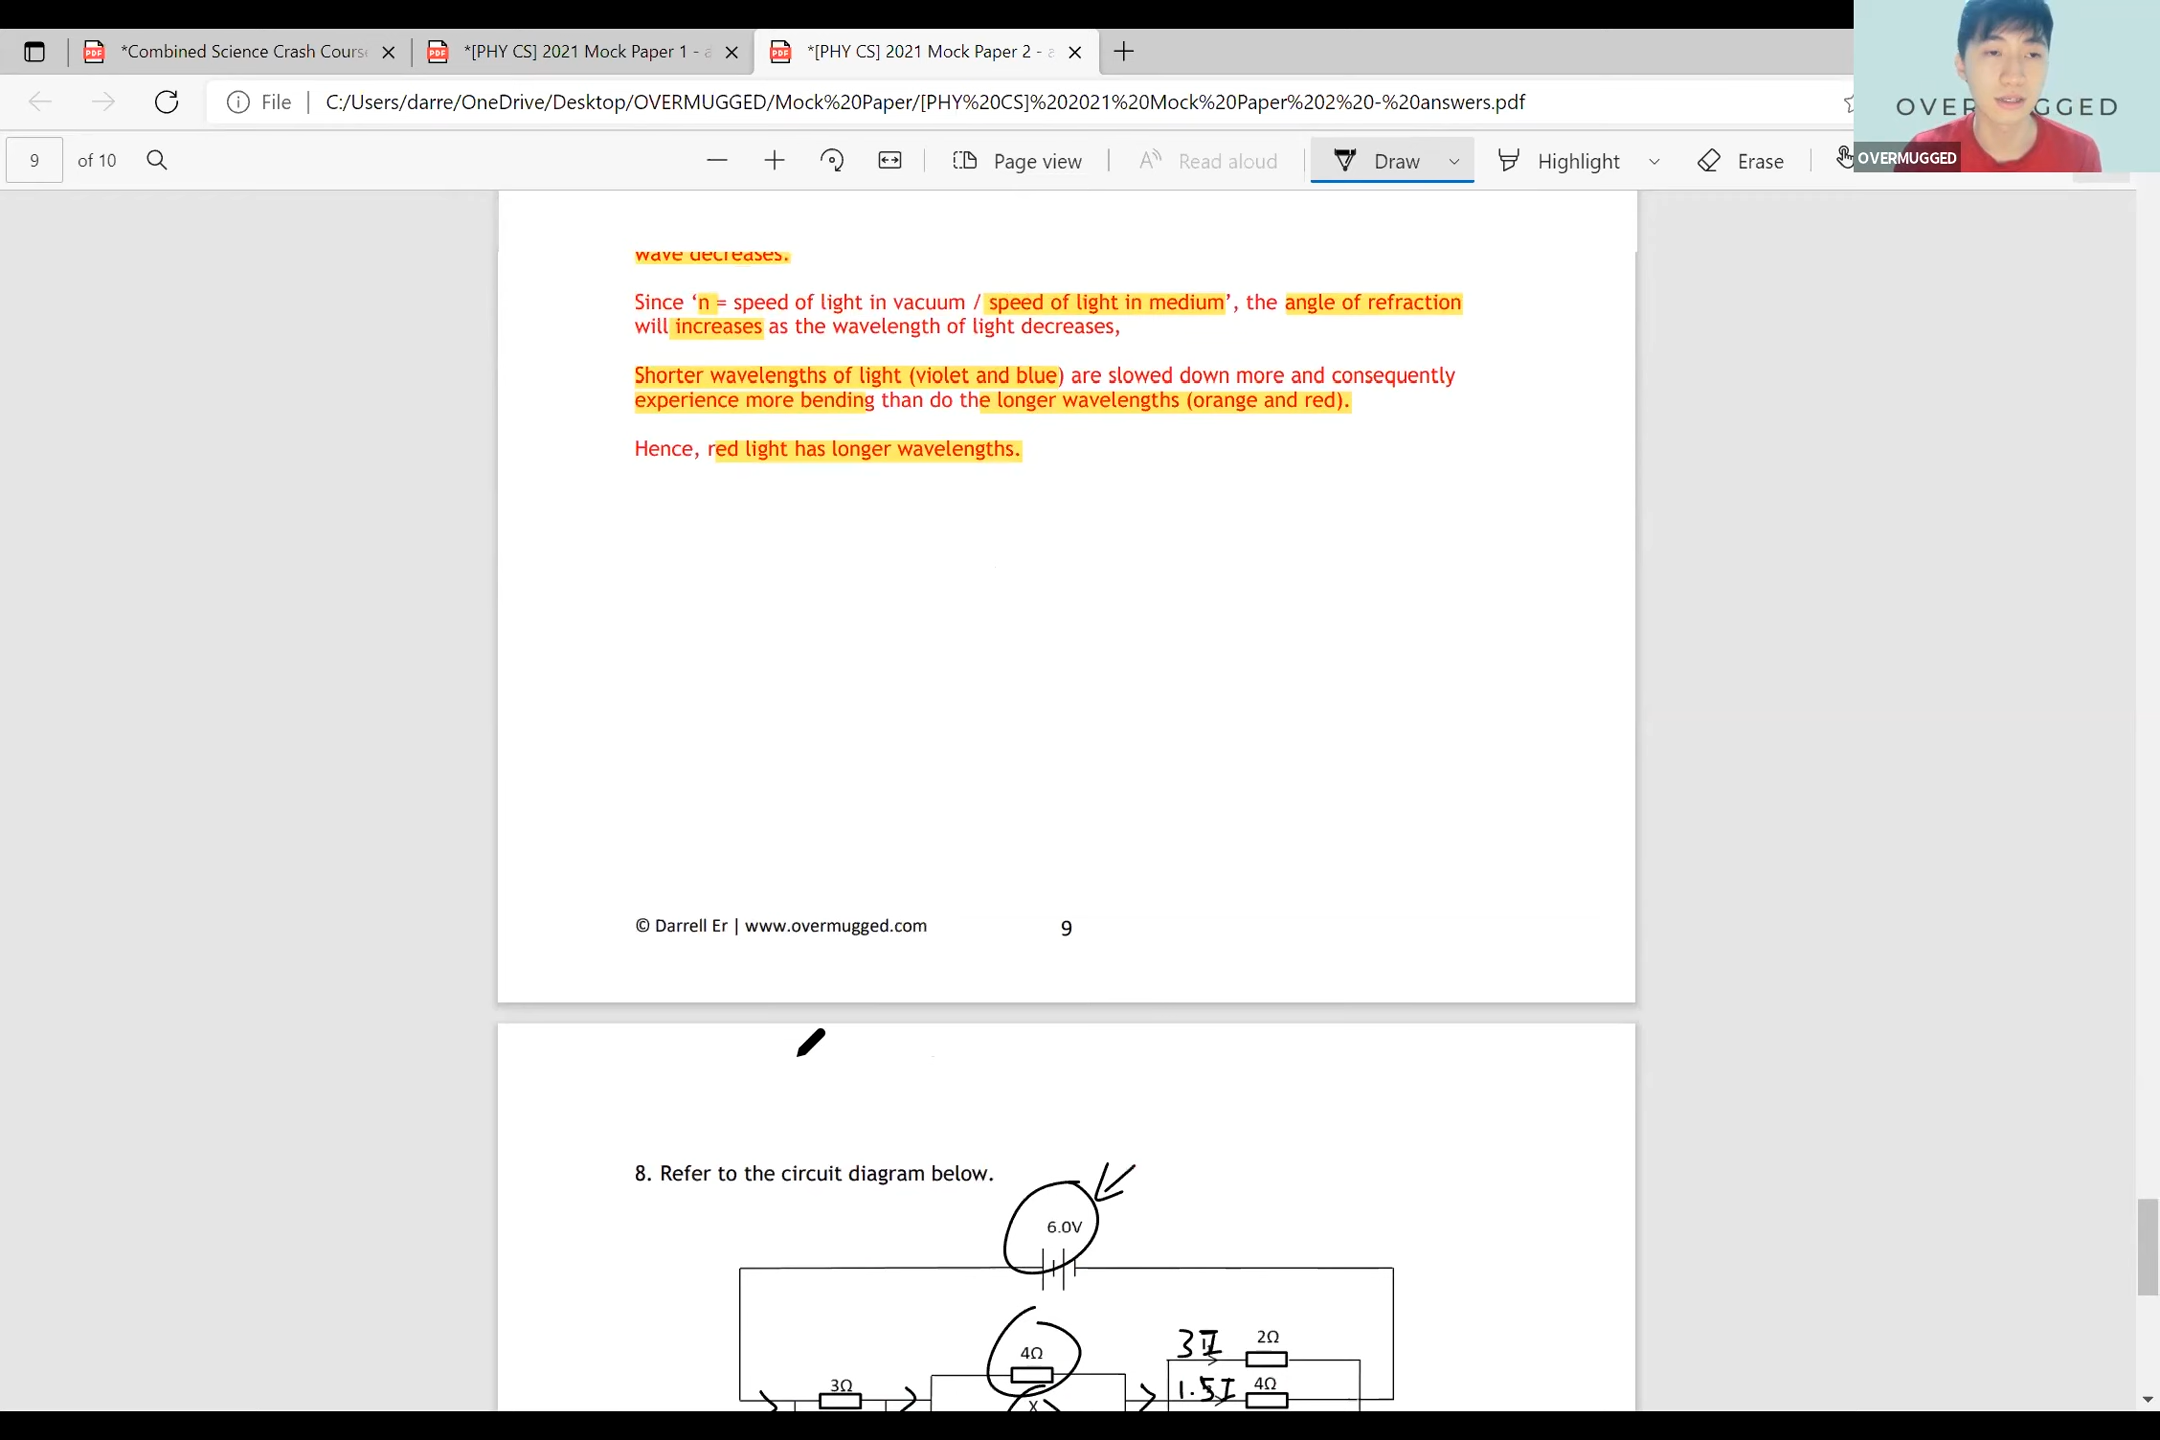 *Combined Science Crash Cours
*[PHY CS] 2021 Mock Paper 1 - a
*[PHY CS] 2021 Mock Paper 2 - a
File
C:/Users/darre/OneDrive/Desktop/OVERMUGGED/Mock%20Paper/[PHY%20CS]%202021%20Mock%20Paper%202%20-%20answers.pdf
OVER GGED
OVERMUGGED
9 of 10
Page view
Read aloud
Draw
Highlight
Erase
wave decreases.
Since ‘n = speed of light in vacuum / speed of light in medium’, the angle of refraction
will increases as the wavelength of light decreases,
Shorter wavelengths of light (violet and blue) are slowed down more and consequently
experience more bending than do the longer wavelengths (orange and red).
Hence, red light has longer wavelengths.
© Darrell Er | www.overmugged.com
9
8. Refer to the circuit diagram below.
6.0V
3I
2Ω
4Ω
3Ω
1.5I
4Ω
X